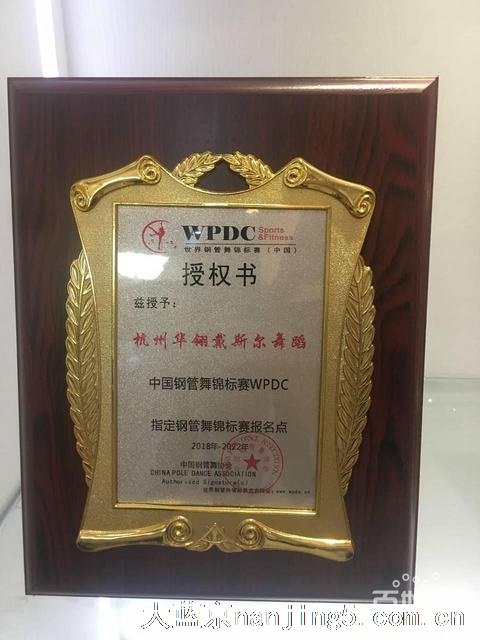 WPDC Sports
&Fitness
世界钢管舞锦标赛（中国）
授权书
兹授予：
杭州华翎戴斯尔舞蹈
中国钢管舞锦标赛WPDC
指定钢管舞锦标赛报名点
2018年-2022年
中国钢管舞协会
CHINA POLE DANCE ASSOCIATION
Authorised Signature(s)
nanjing5.com.cn